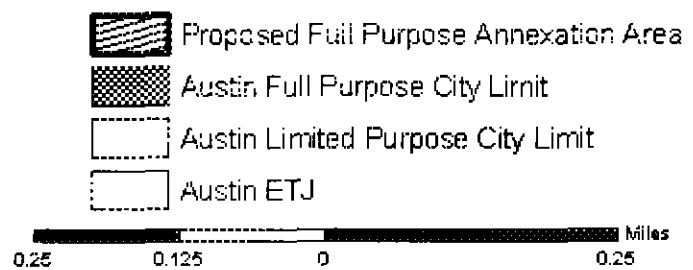 Proposed Full Purpose Annexation Area
Austin Full Purpose City Limit
Austin Limited Purpose City Limit
Austin ETJ
Miles
0.25 0.125 0 0.25